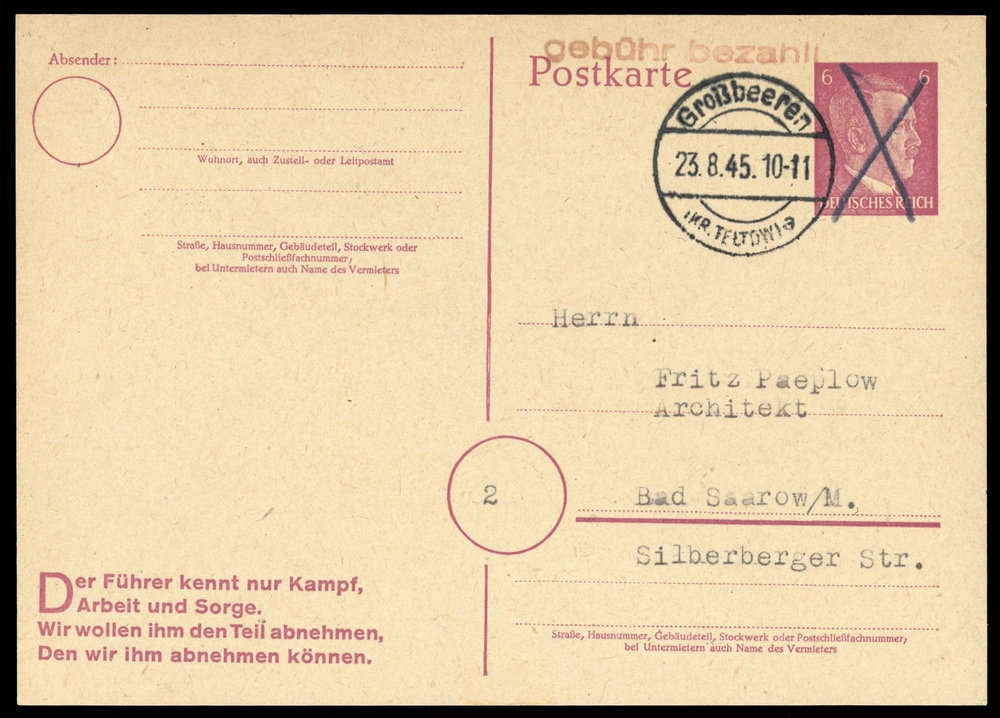 Absender:
Wohnort, auch Zustell- oder Leitpostamt
Straße, Hausnummer, Gebäudeteil, Stockwerk oder
Postschließfachnummer;
bei Untermietern auch Name des Vermieters
Der Führer kennt nur Kampf,
Arbeit und Sorge.
Wir wollen ihm den Teil abnehmen,
Den wir ihm abnehmen können.
gebühr bezahlt
Postkarte
6 6
DEUTSCHES REICH
Großbeeren
23.8.45.10-11
(KR. TELTOW) a
Herrn
Fritz Paeplow
Architekt
2
Bad Saarow/M.
Silberberger Str.
Straße, Hausnummer, Gebäudeteil, Stockwerk oder Postschließfachnummer;
bei Untermietern auch Name des Vermieters